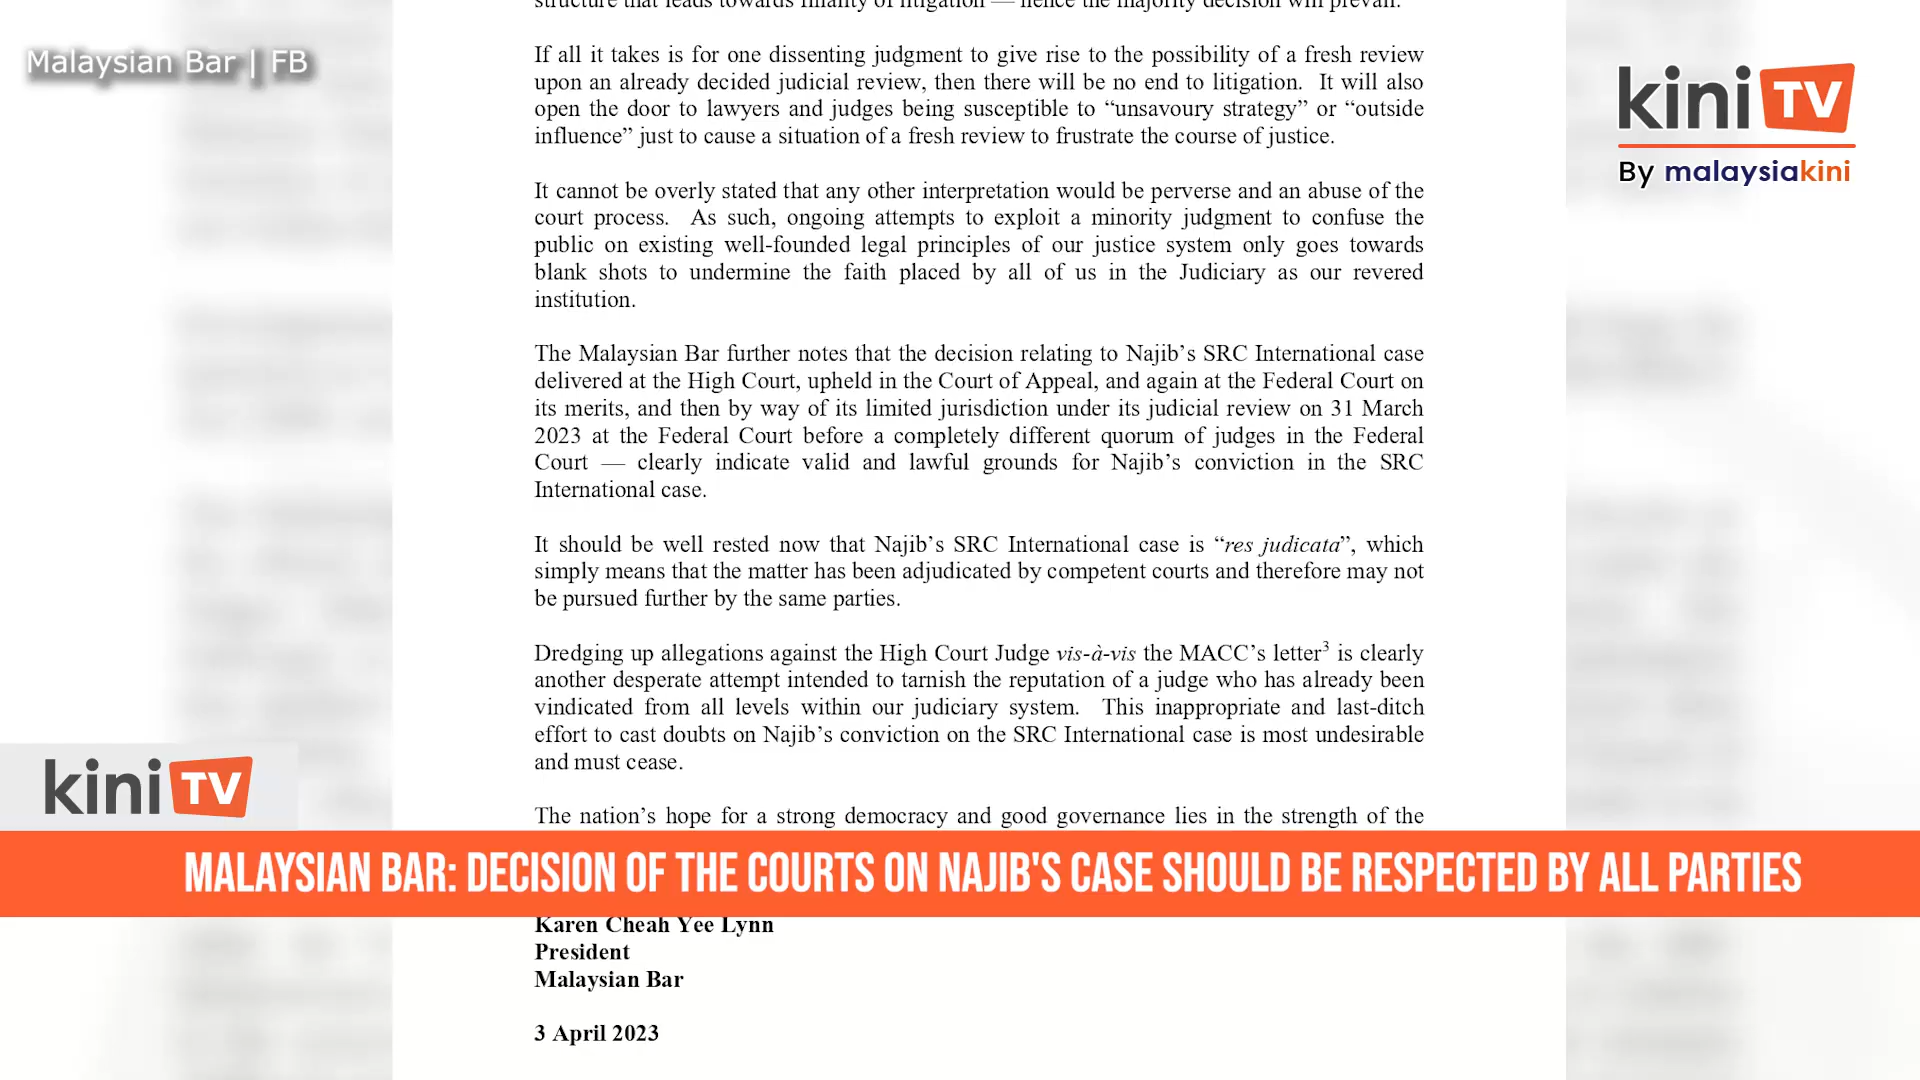 structure that leads towards finality of litigation — hence the majority decision will prevail.
Malaysian Bar | FB
If all it takes is for one dissenting judgment to give rise to the possibility of a fresh review
upon an already decided judicial review, then there will be no end to litigation. It will also
open the door to lawyers and judges being susceptible to “unsavoury strategy” or “outside
influence” just to cause a situation of a fresh review to frustrate the course of justice.
kini TV
By malaysiakini
It cannot be overly stated that any other interpretation would be perverse and an abuse of the
court process. As such, ongoing attempts to exploit a minority judgment to confuse the
public on existing well-founded legal principles of our justice system only goes towards
blank shots to undermine the faith placed by all of us in the Judiciary as our revered
institution.
The Malaysian Bar further notes that the decision relating to Najib’s SRC International case
delivered at the High Court, upheld in the Court of Appeal, and again at the Federal Court on
its merits, and then by way of its limited jurisdiction under its judicial review on 31 March
2023 at the Federal Court before a completely different quorum of judges in the Federal
Court — clearly indicate valid and lawful grounds for Najib’s conviction in the SRC
International case.
It should be well rested now that Najib’s SRC International case is “res judicata”, which
simply means that the matter has been adjudicated by competent courts and therefore may not
be pursued further by the same parties.
Dredging up allegations against the High Court Judge vis-à-vis the MACC’s letter3 is clearly
another desperate attempt intended to tarnish the reputation of a judge who has already been
vindicated from all levels within our judiciary system. This inappropriate and last-ditch
effort to cast doubts on Najib’s conviction on the SRC International case is most undesirable
and must cease.
kini TV
The nation’s hope for a strong democracy and good governance lies in the strength of the
MALAYSIAN BAR: DECISION OF THE COURTS ON NAJIB'S CASE SHOULD BE RESPECTED BY ALL PARTIES
Karen Cheah Yee Lynn
President
Malaysian Bar
3 April 2023